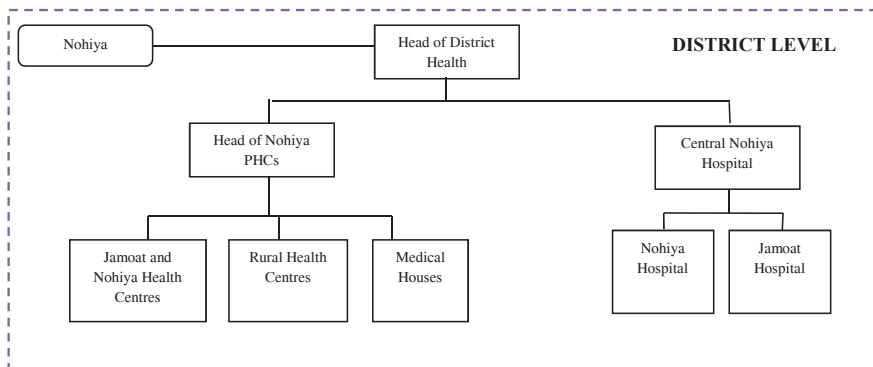 Nohiya
Head of District
Health
DISTRICT LEVEL
Head of Nohiya
PHCs
Central Nohiya
Hospital
Jamoat and
Nohiya Health
Centres
Rural Health
Centres
Medical
Houses
Nohiya
Hospital
Jamoat
Hospital